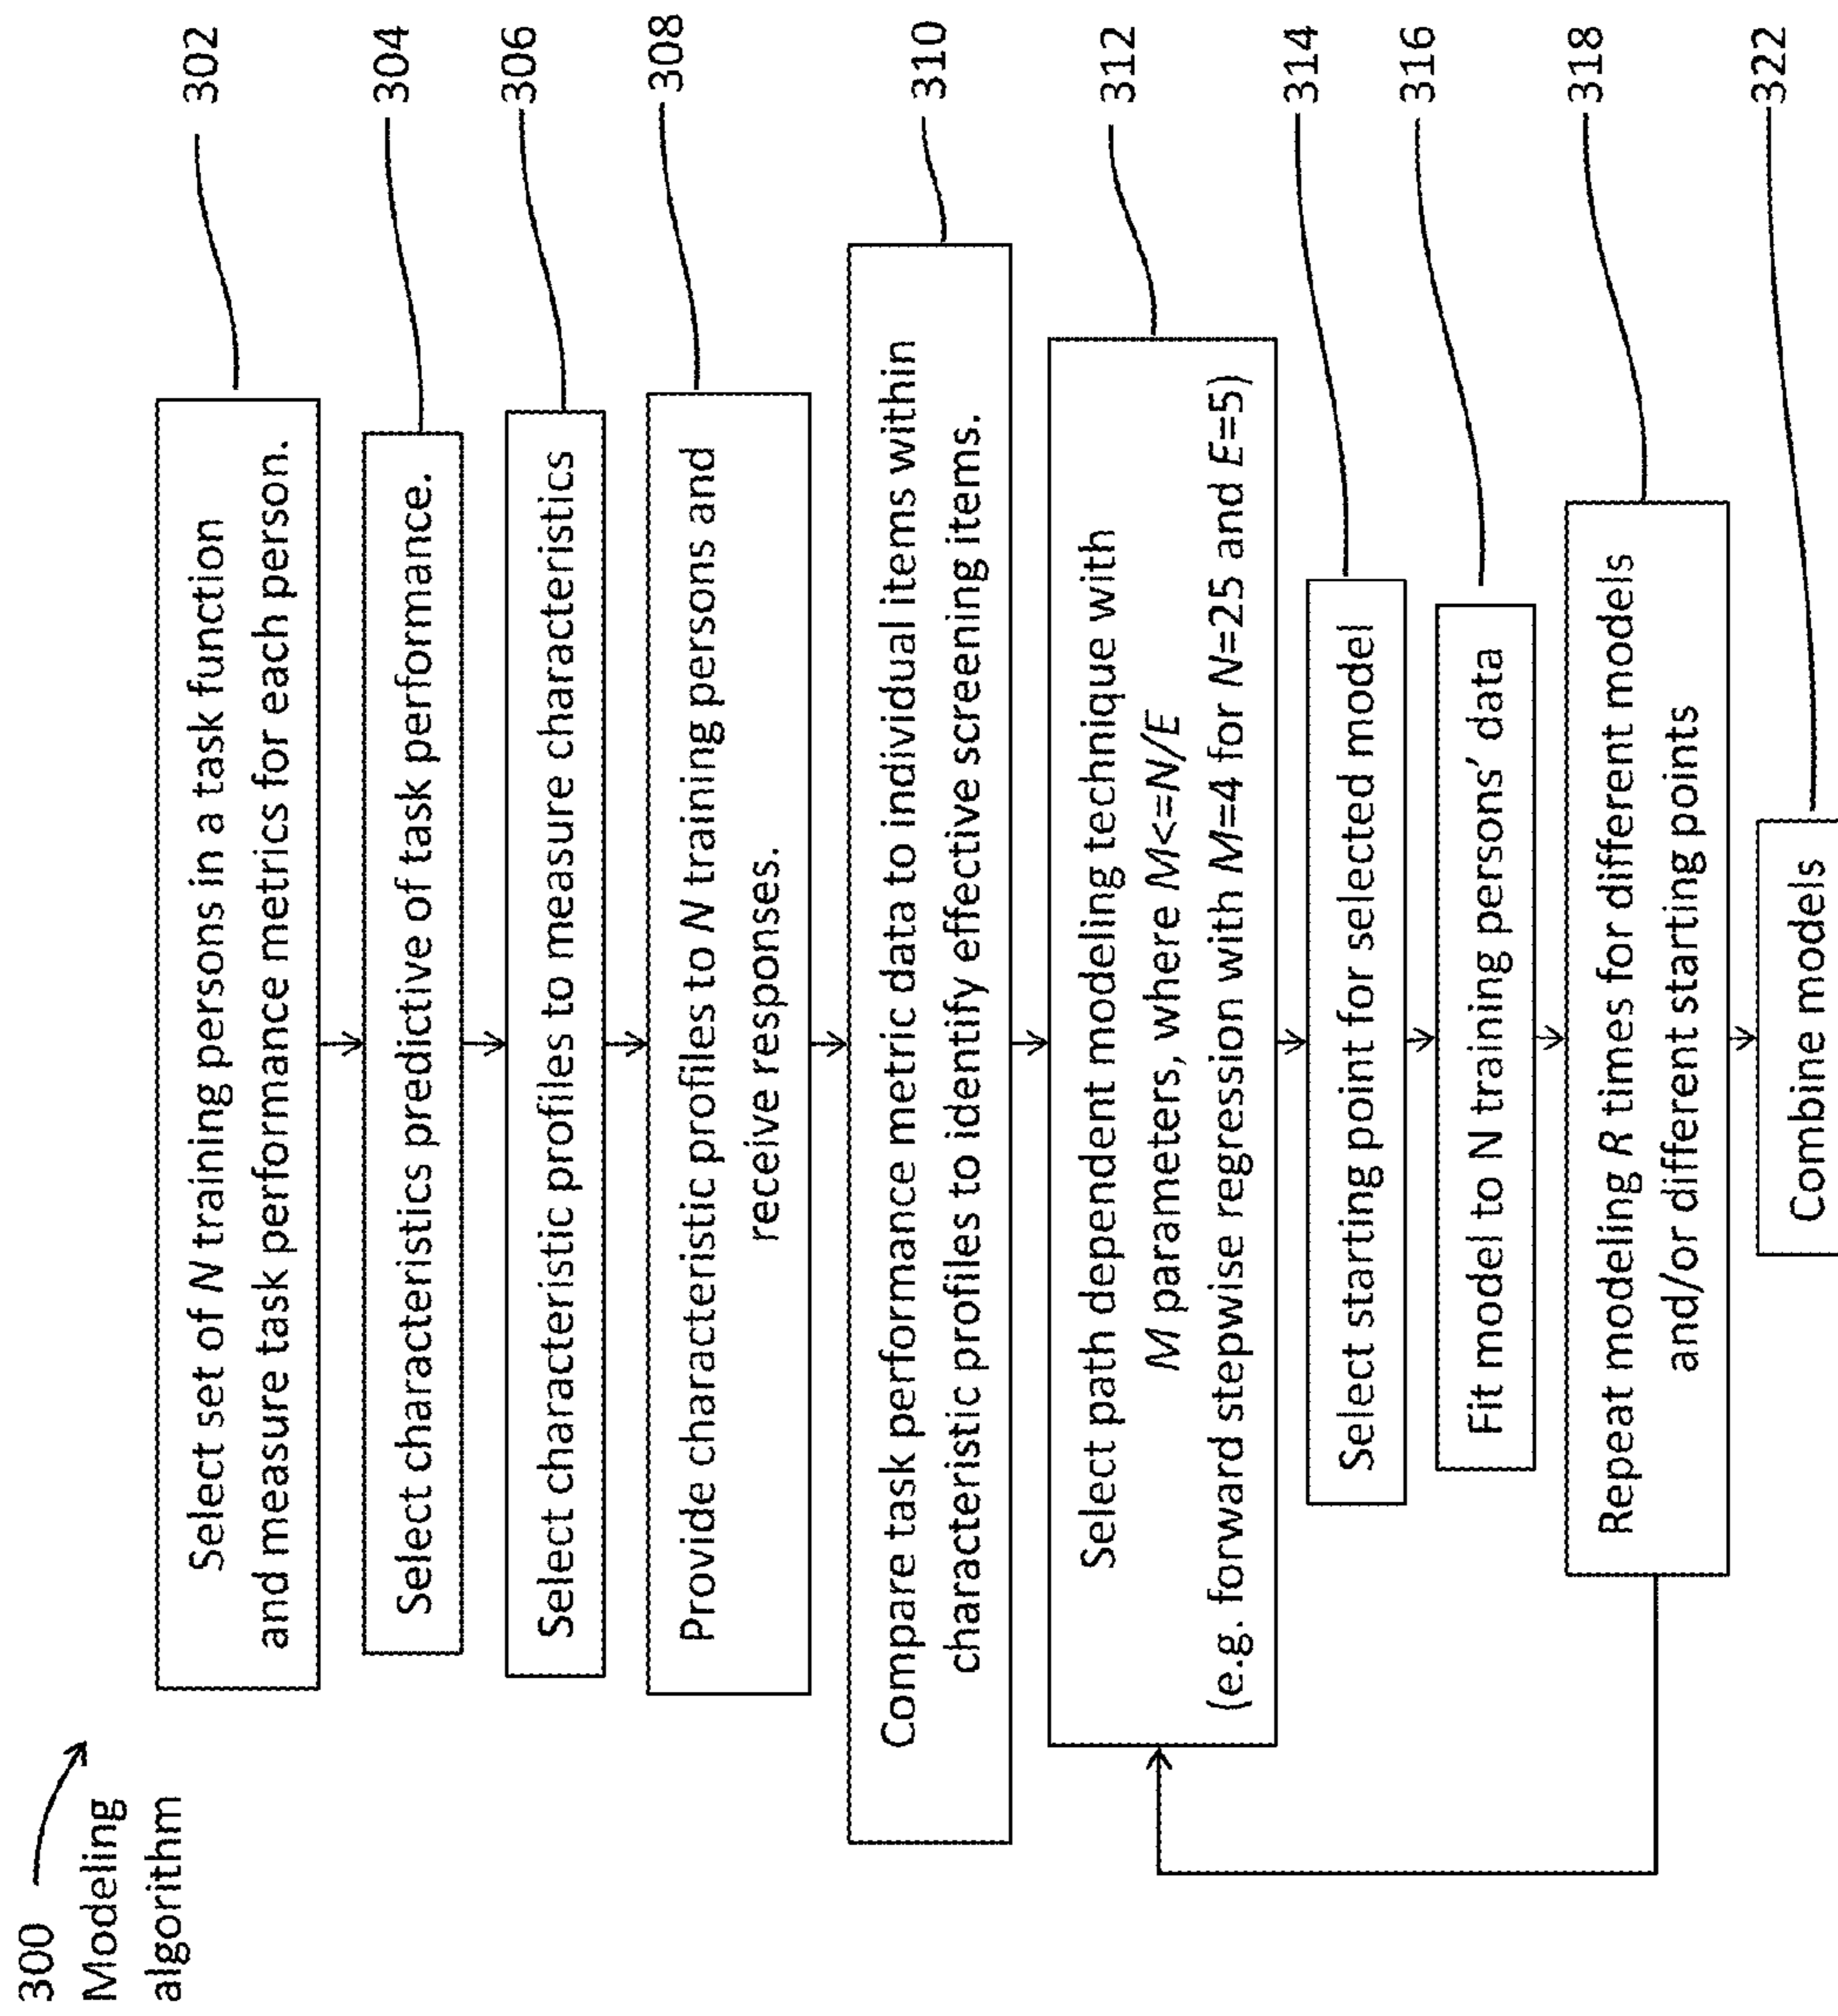 300
Modeling
algorithm
Select set of N training persons in a task function
and measure task performance metrics for each person.
302
Select characteristics predictive of task performance.
304
Select characteristic profiles to measure characteristics
306
Provide characteristic profiles to N training persons and
receive responses.
308
Compare task performance metric data to individual items within
characteristic profiles to identify effective screening items.
310
Select path dependent modeling technique with
M parameters, where M<=N/E
(e.g. forward stepwise regression with M=4 for N=25 and E=5)
312
Select starting point for selected model
314
Fit model to N training persons' data
316
Repeat modeling R times for different models
and/or different starting points
318
Combine models
322